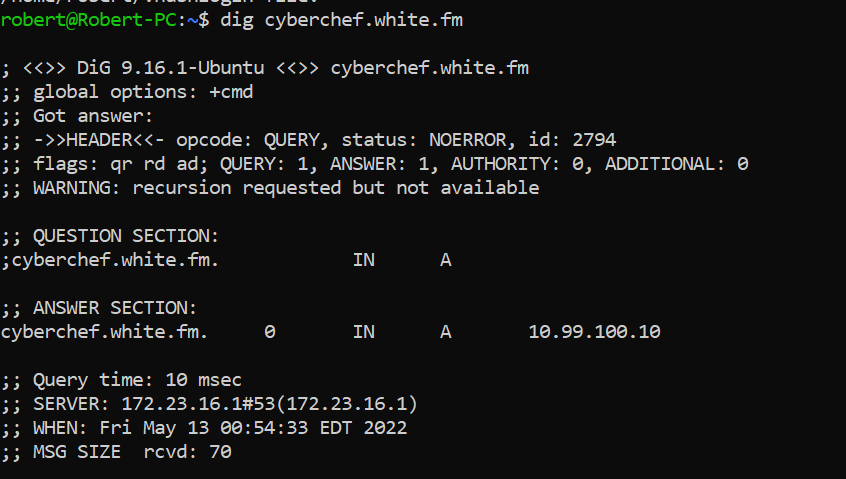 robert@Robert-PC:~$ dig cyberchef.white.fm
; <<>> DiG 9.16.1-Ubuntu <<>> cyberchef.white.fm
;; global options: +cmd
;; Got answer:
;; ->>HEADER<<- opcode: QUERY, status: NOERROR, id: 2794
;; flags: qr rd ad; QUERY: 1, ANSWER: 1, AUTHORITY: 0, ADDITIONAL: 0
;; WARNING: recursion requested but not available
;; QUESTION SECTION:
;cyberchef.white.fm. IN A
;; ANSWER SECTION:
cyberchef.white.fm. 0 IN A 10.99.100.10
;; Query time: 10 msec
;; SERVER: 172.23.16.1#53(172.23.16.1)
;; WHEN: Fri May 13 00:54:33 EDT 2022
;; MSG SIZE rcvd: 70